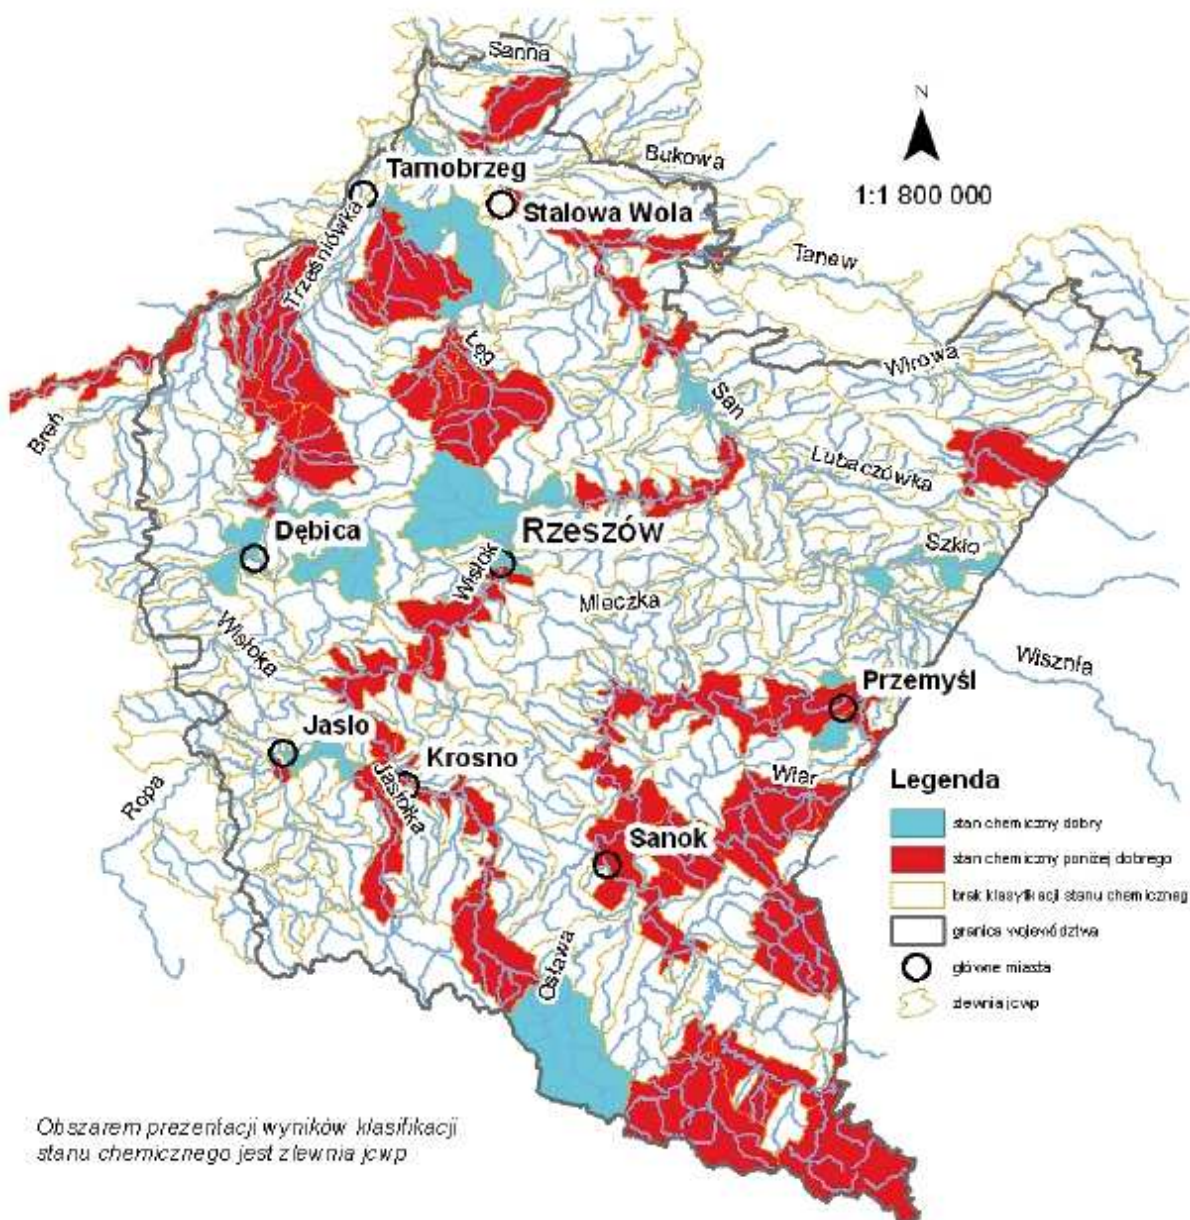 Sanna
N
Bukowa
Tarnobrzeg
1:1 800 000
Stalowa Wola
Trześniówka
Tanew
Łęg
Wirowa
San
Breń
Lubaczówka
Dębica
Rzeszów
Szkło
Wisłok
Mleczka
Wisłoka
Wisznia
Przemyśl
Jasło
Krosno
Wiar
Legenda
Ropa
Jasiołka
stan chemiczny dobry
Sanok
stan chemiczny poniżej dobrego
brak klasyfikacji stanu chemiczneg
granica województwa
Osława
główne miasta
zlewnia jcwp
Obszarem prezentacji wyników klasifikacji
stanu chemicznego jest zlewnia jcwp